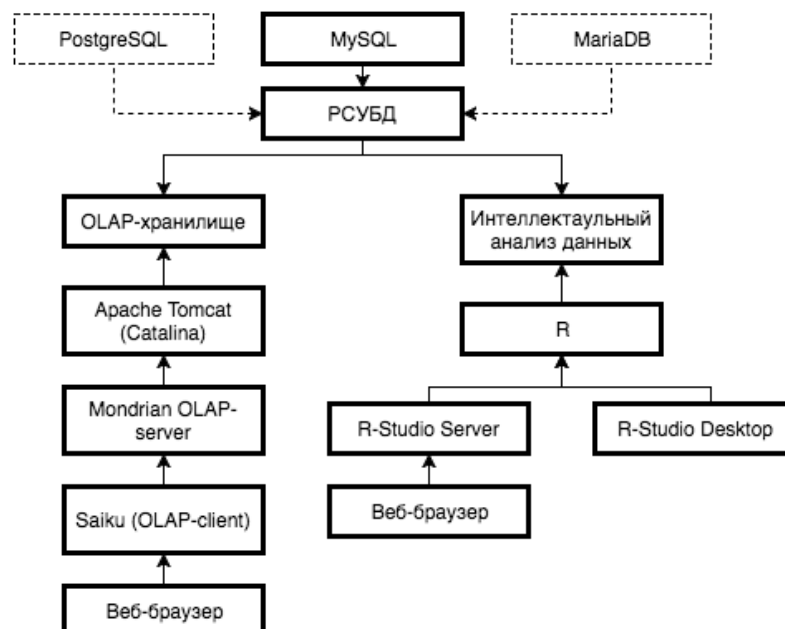 PostgreSQL
MySQL
MariaDB
РСУБД
OLAP-хранилище
Интеллектаульный
анализ данных
Apache Tomcat
(Catalina)
R
Mondrian OLAP-
server
R-Studio Server
R-Studio Desktop
Saiku (OLAP-client)
Веб-браузер
Веб-браузер